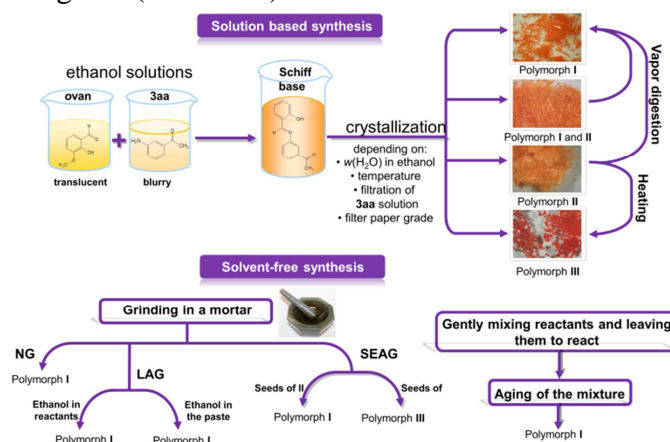 Solution based synthesis
ethanol solutions
ovan
3aa
Schiff
base
translucent
blurry
crystallization
depending on:
• w(H₂O) in ethanol
• temperature
• filtration of
3aa solution
• filter paper grade
Polymorph I
Polymorph I and II
Polymorph II
Polymorph III
Vapor digestion
Heating
Solvent-free synthesis
Grinding in a mortar
NG
Polymorph I
LAG
Ethanol in
reactants
Ethanol in
the paste
Polymorph I
Polymorph I
SEAG
Seeds of II
Seeds of
Polymorph I
Polymorph III
Gently mixing reactants and leaving
them to react
Aging of the mixture
Polymorph I